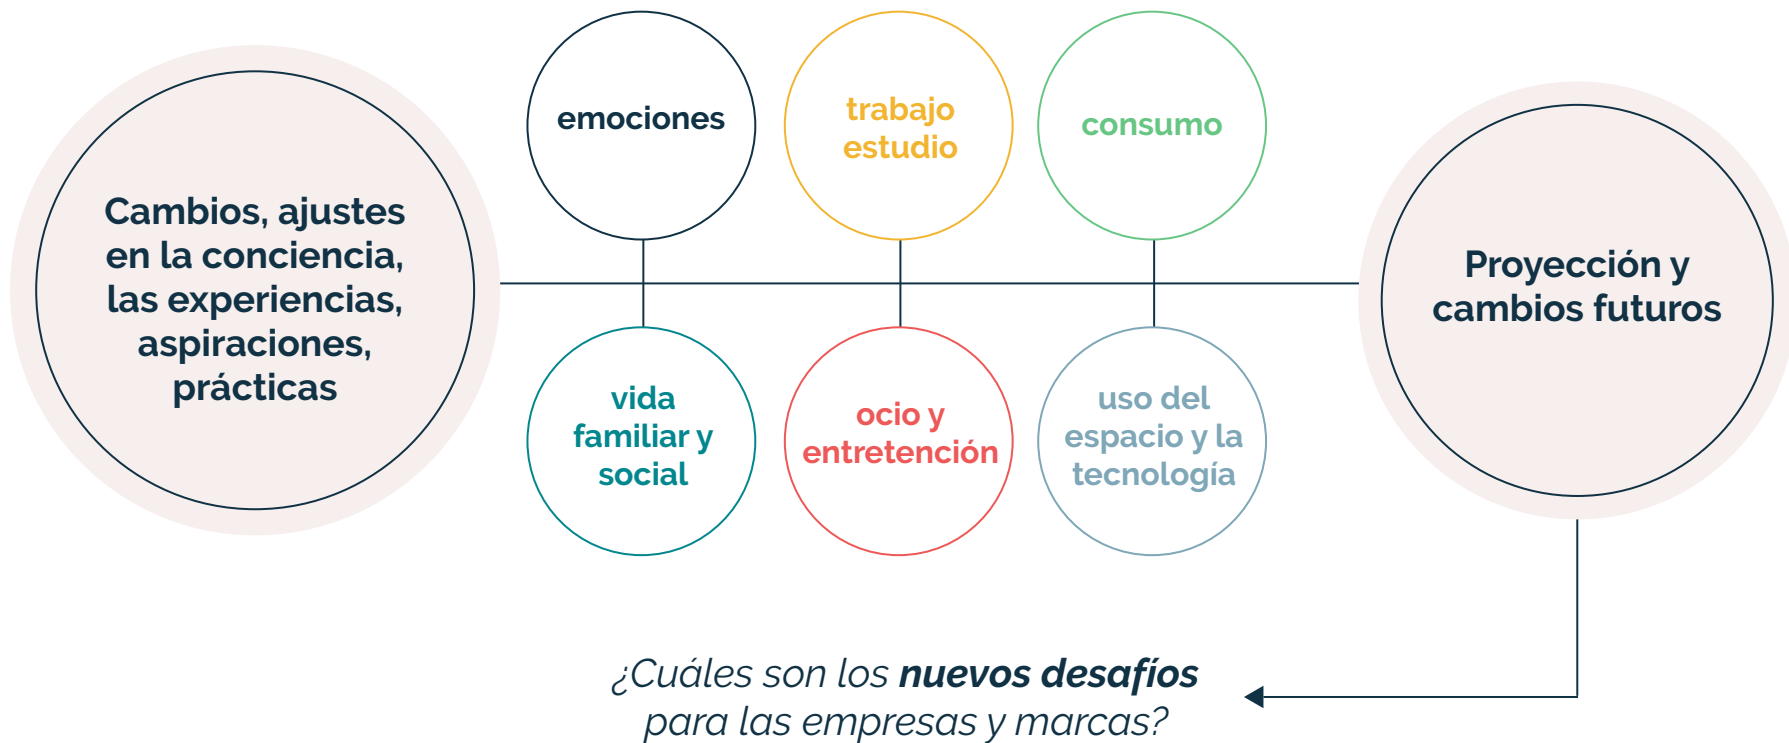 Cambios, ajustes
en la conciencia,
las experiencias,
aspiraciones,
prácticas
emociones
trabajo
estudio
consumo
vida
familiar y
social
ocio y
entretención
uso del
espacio y la
tecnología
Proyección y
cambios futuros
¿Cuáles son los nuevos desafíos
para las empresas y marcas?